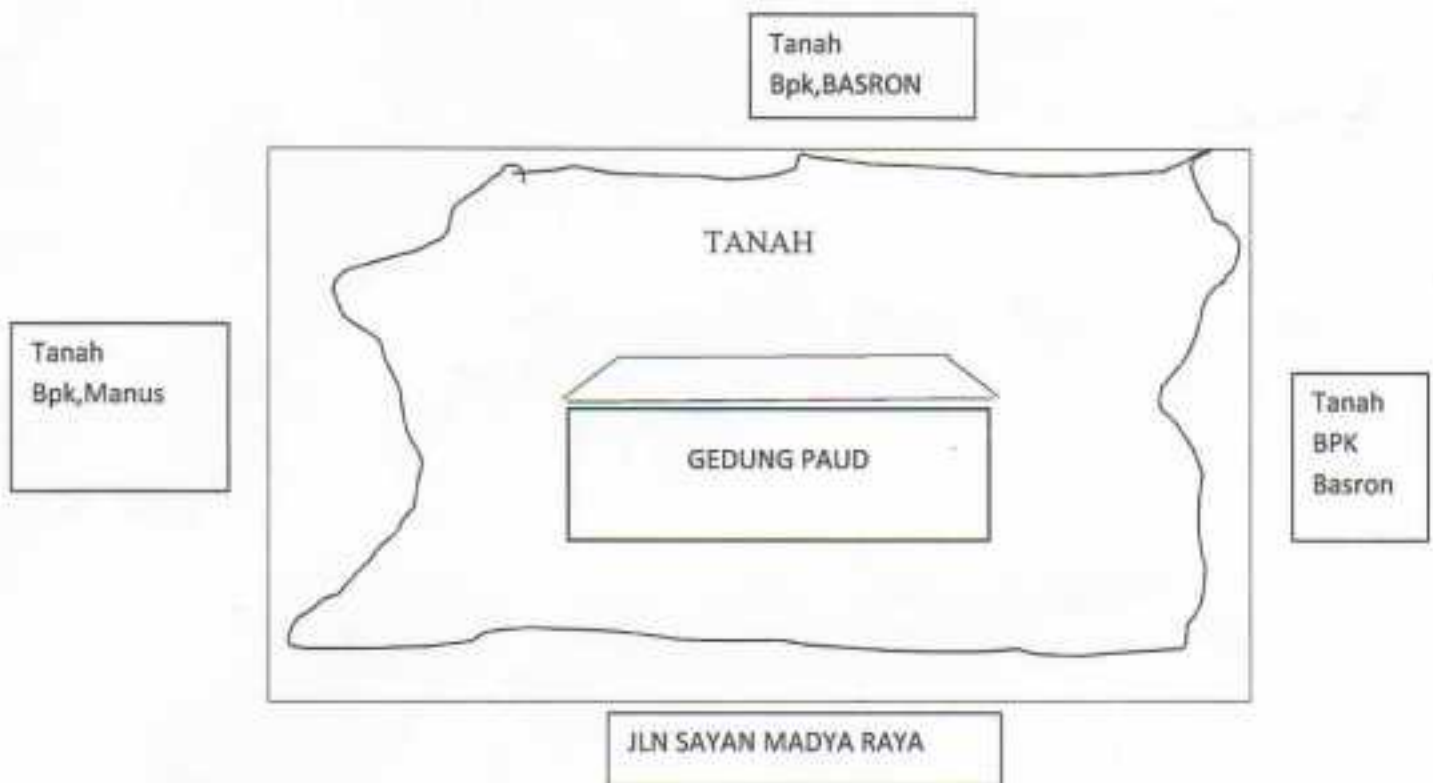 Tanah
Bpk,BASRON
TANAH
Tanah
Bpk,Manus
GEDUNG PAUD
Tanah
BPK
Basron
JLN SAYAN MADYA RAYA